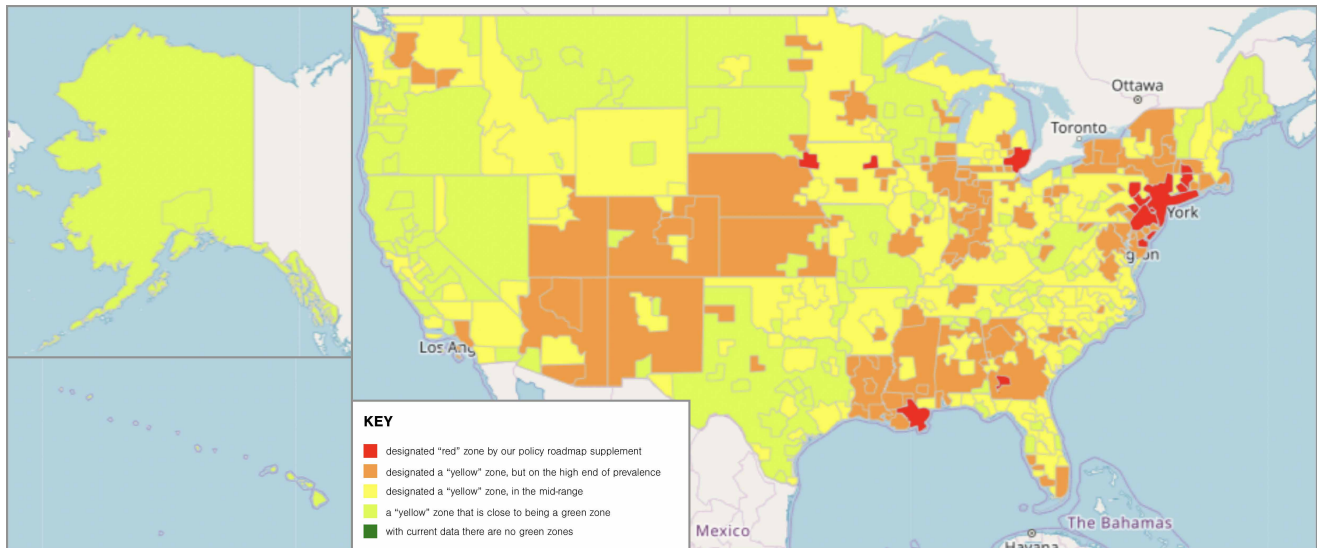 Ottawa
Toronto
York
g on
Los Ang
KEY
designated “red” zone by our policy roadmap supplement
designated a “yellow” zone, but on the high end of prevalence
designated a “yellow” zone, in the mid-range
a “yellow” zone that is close to being a green zone
with current data there are no green zones
Mexico
The Bahamas
Havana